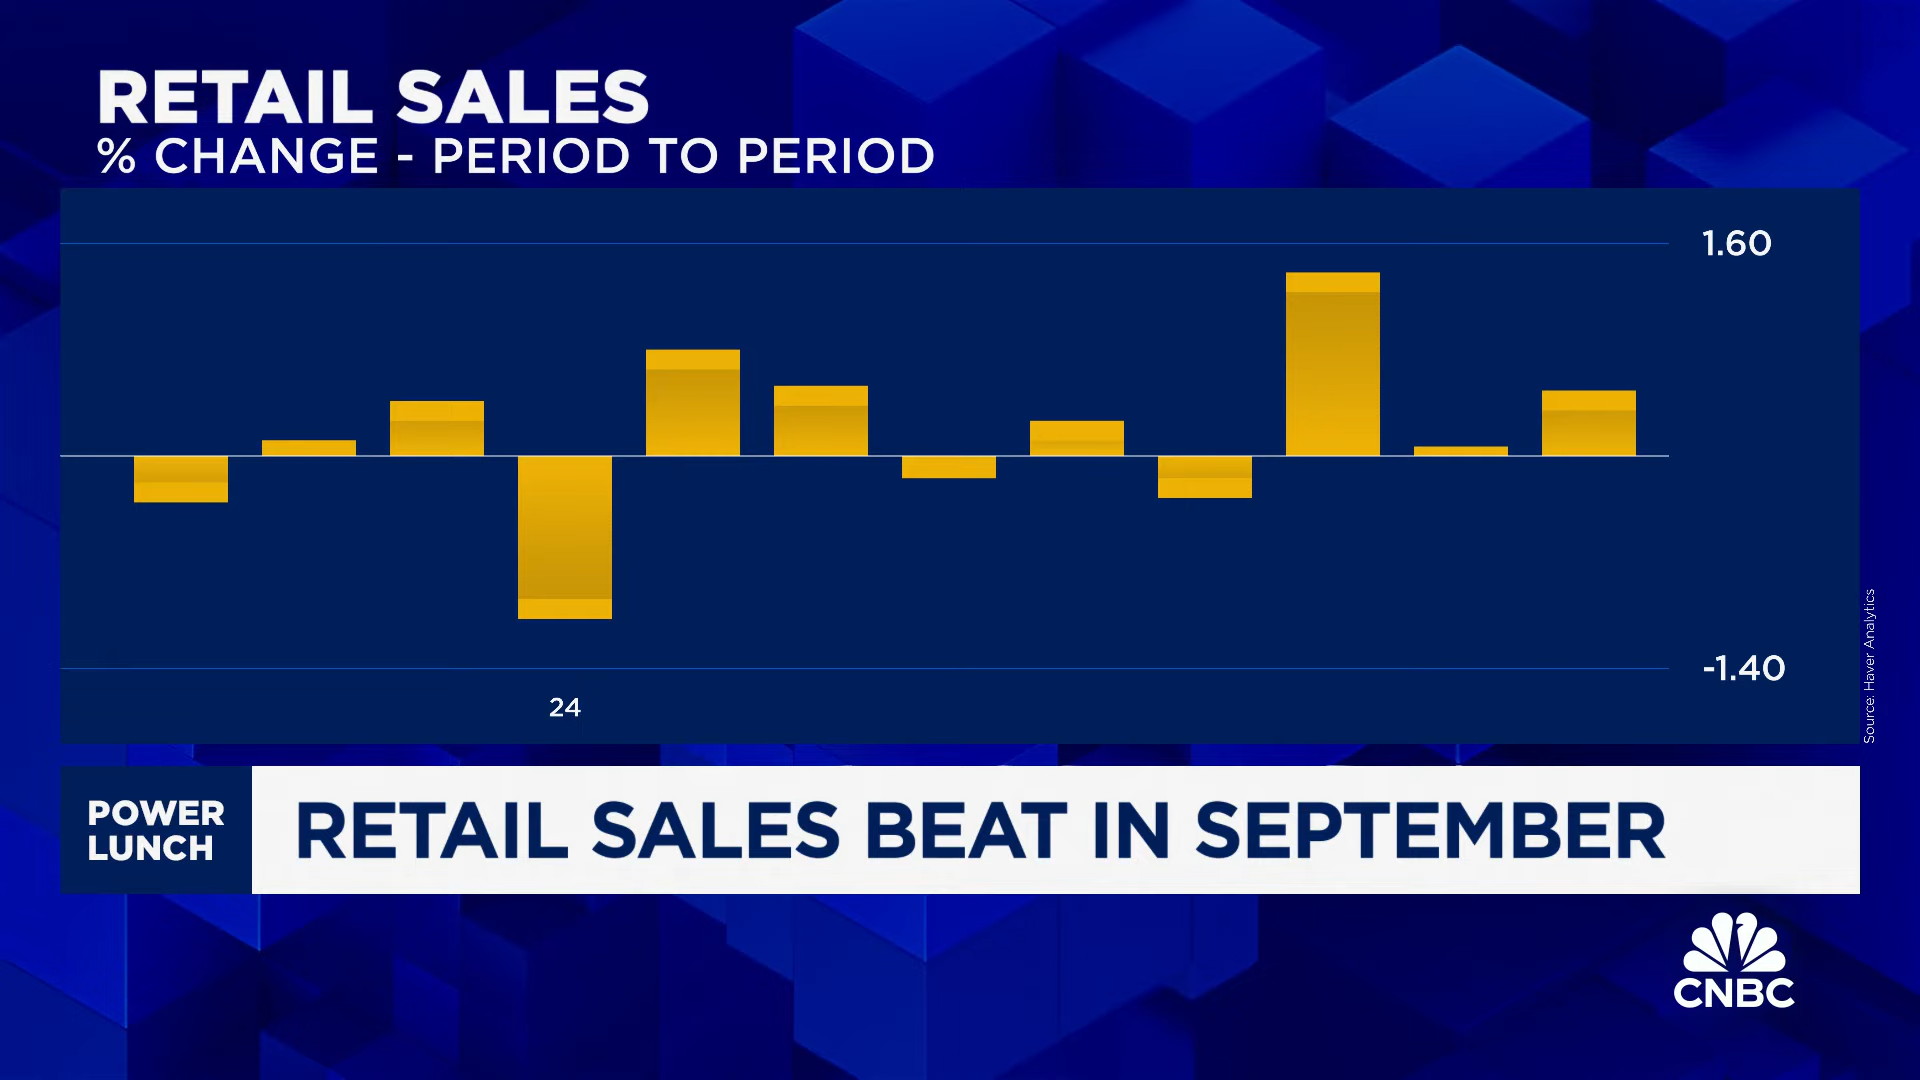 RETAIL SALES
% CHANGE - PERIOD TO PERIOD
1.60
-1.40
24
Source: Haver Analytics
POWER
LUNCH
RETAIL SALES BEAT IN SEPTEMBER
CNBC